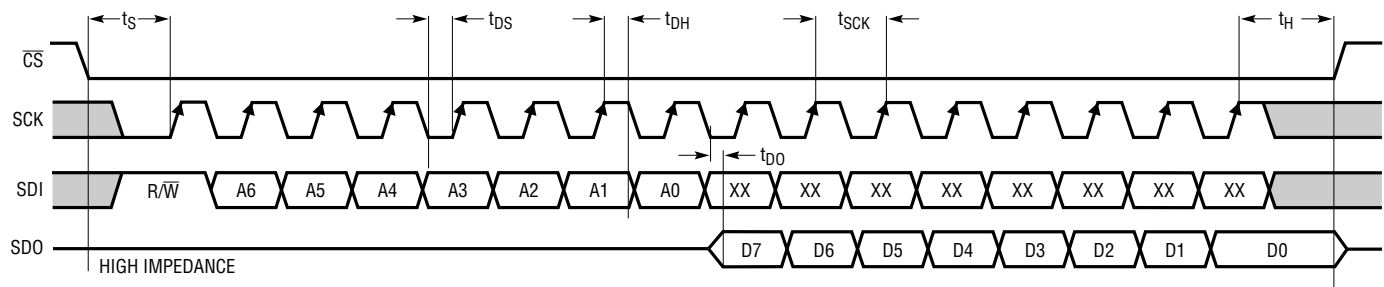 tS tDS tDH tSCK tH
CS
SCK
tDO
SDI R/W A6 A5 A4 A3 A2 A1 A0 XX XX XX XX XX XX XX XX
SDO D7 D6 D5 D4 D3 D2 D1 D0
HIGH IMPEDANCE